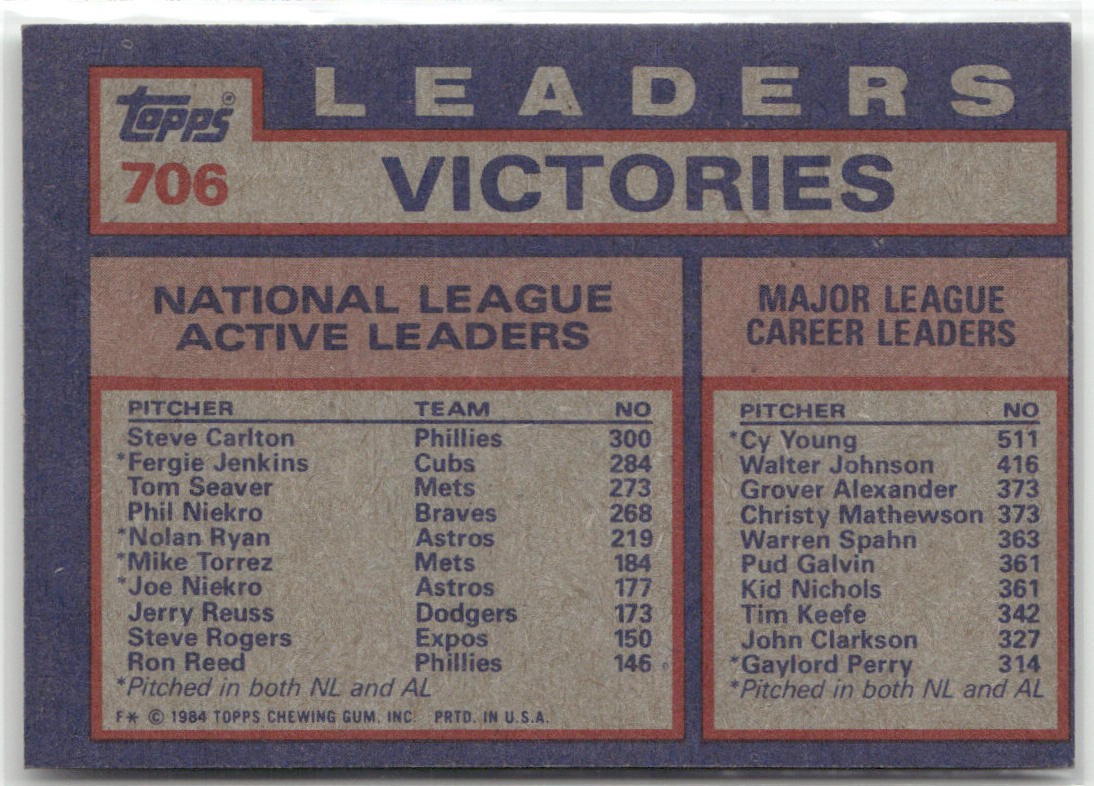 LEADERS
TOPPS®
706
VICTORIES
NATIONAL LEAGUE
ACTIVE LEADERS
PITCHER TEAM NO
Steve Carlton Phillies 300
*Fergie Jenkins Cubs 284
Tom Seaver Mets 273
Phil Niekro Braves 268
*Nolan Ryan Astros 219
*Mike Torrez Mets 184
*Joe Niekro Astros 177
Jerry Reuss Dodgers 173
Steve Rogers Expos 150
Ron Reed Phillies 146
*Pitched in both NL and AL
F* © 1984 TOPPS CHEWING GUM, INC. PRTD. IN U.S.A.
MAJOR LEAGUE
CAREER LEADERS
PITCHER NO
*Cy Young 511
Walter Johnson 416
Grover Alexander 373
Christy Mathewson 373
Warren Spahn 363
Pud Galvin 361
Kid Nichols 361
Tim Keefe 342
John Clarkson 327
*Gaylord Perry 314
*Pitched in both NL and AL